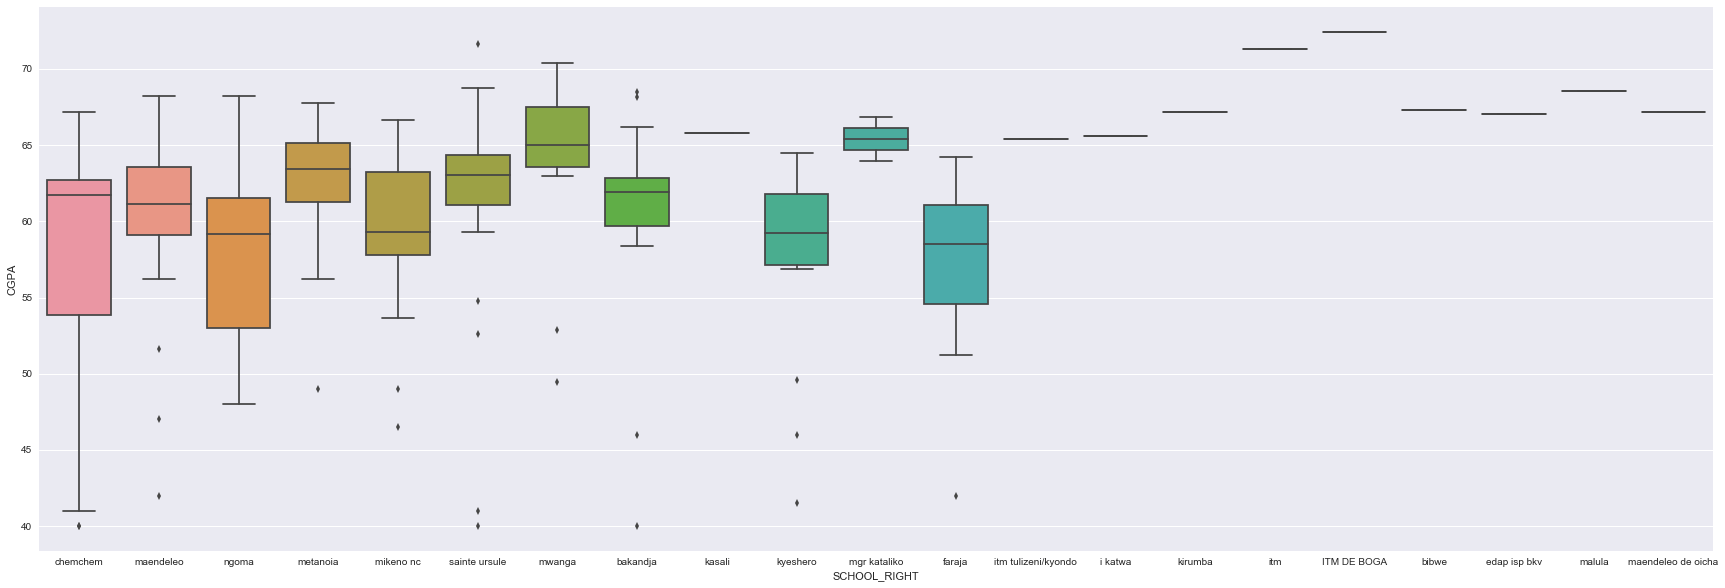 70
65
60
55
50
45
40
CGPA
chemchem maendeleo ngoma metanoia mikeno nc sainte ursule mwanga bakandja kasali kyeshero mgr kataliko faraja itm tulizeni/kyondo i katwa kirumba itm ITM DE BOGA bibwe edap isp bkv malula maendeleo de oicha
SCHOOL_RIGHT